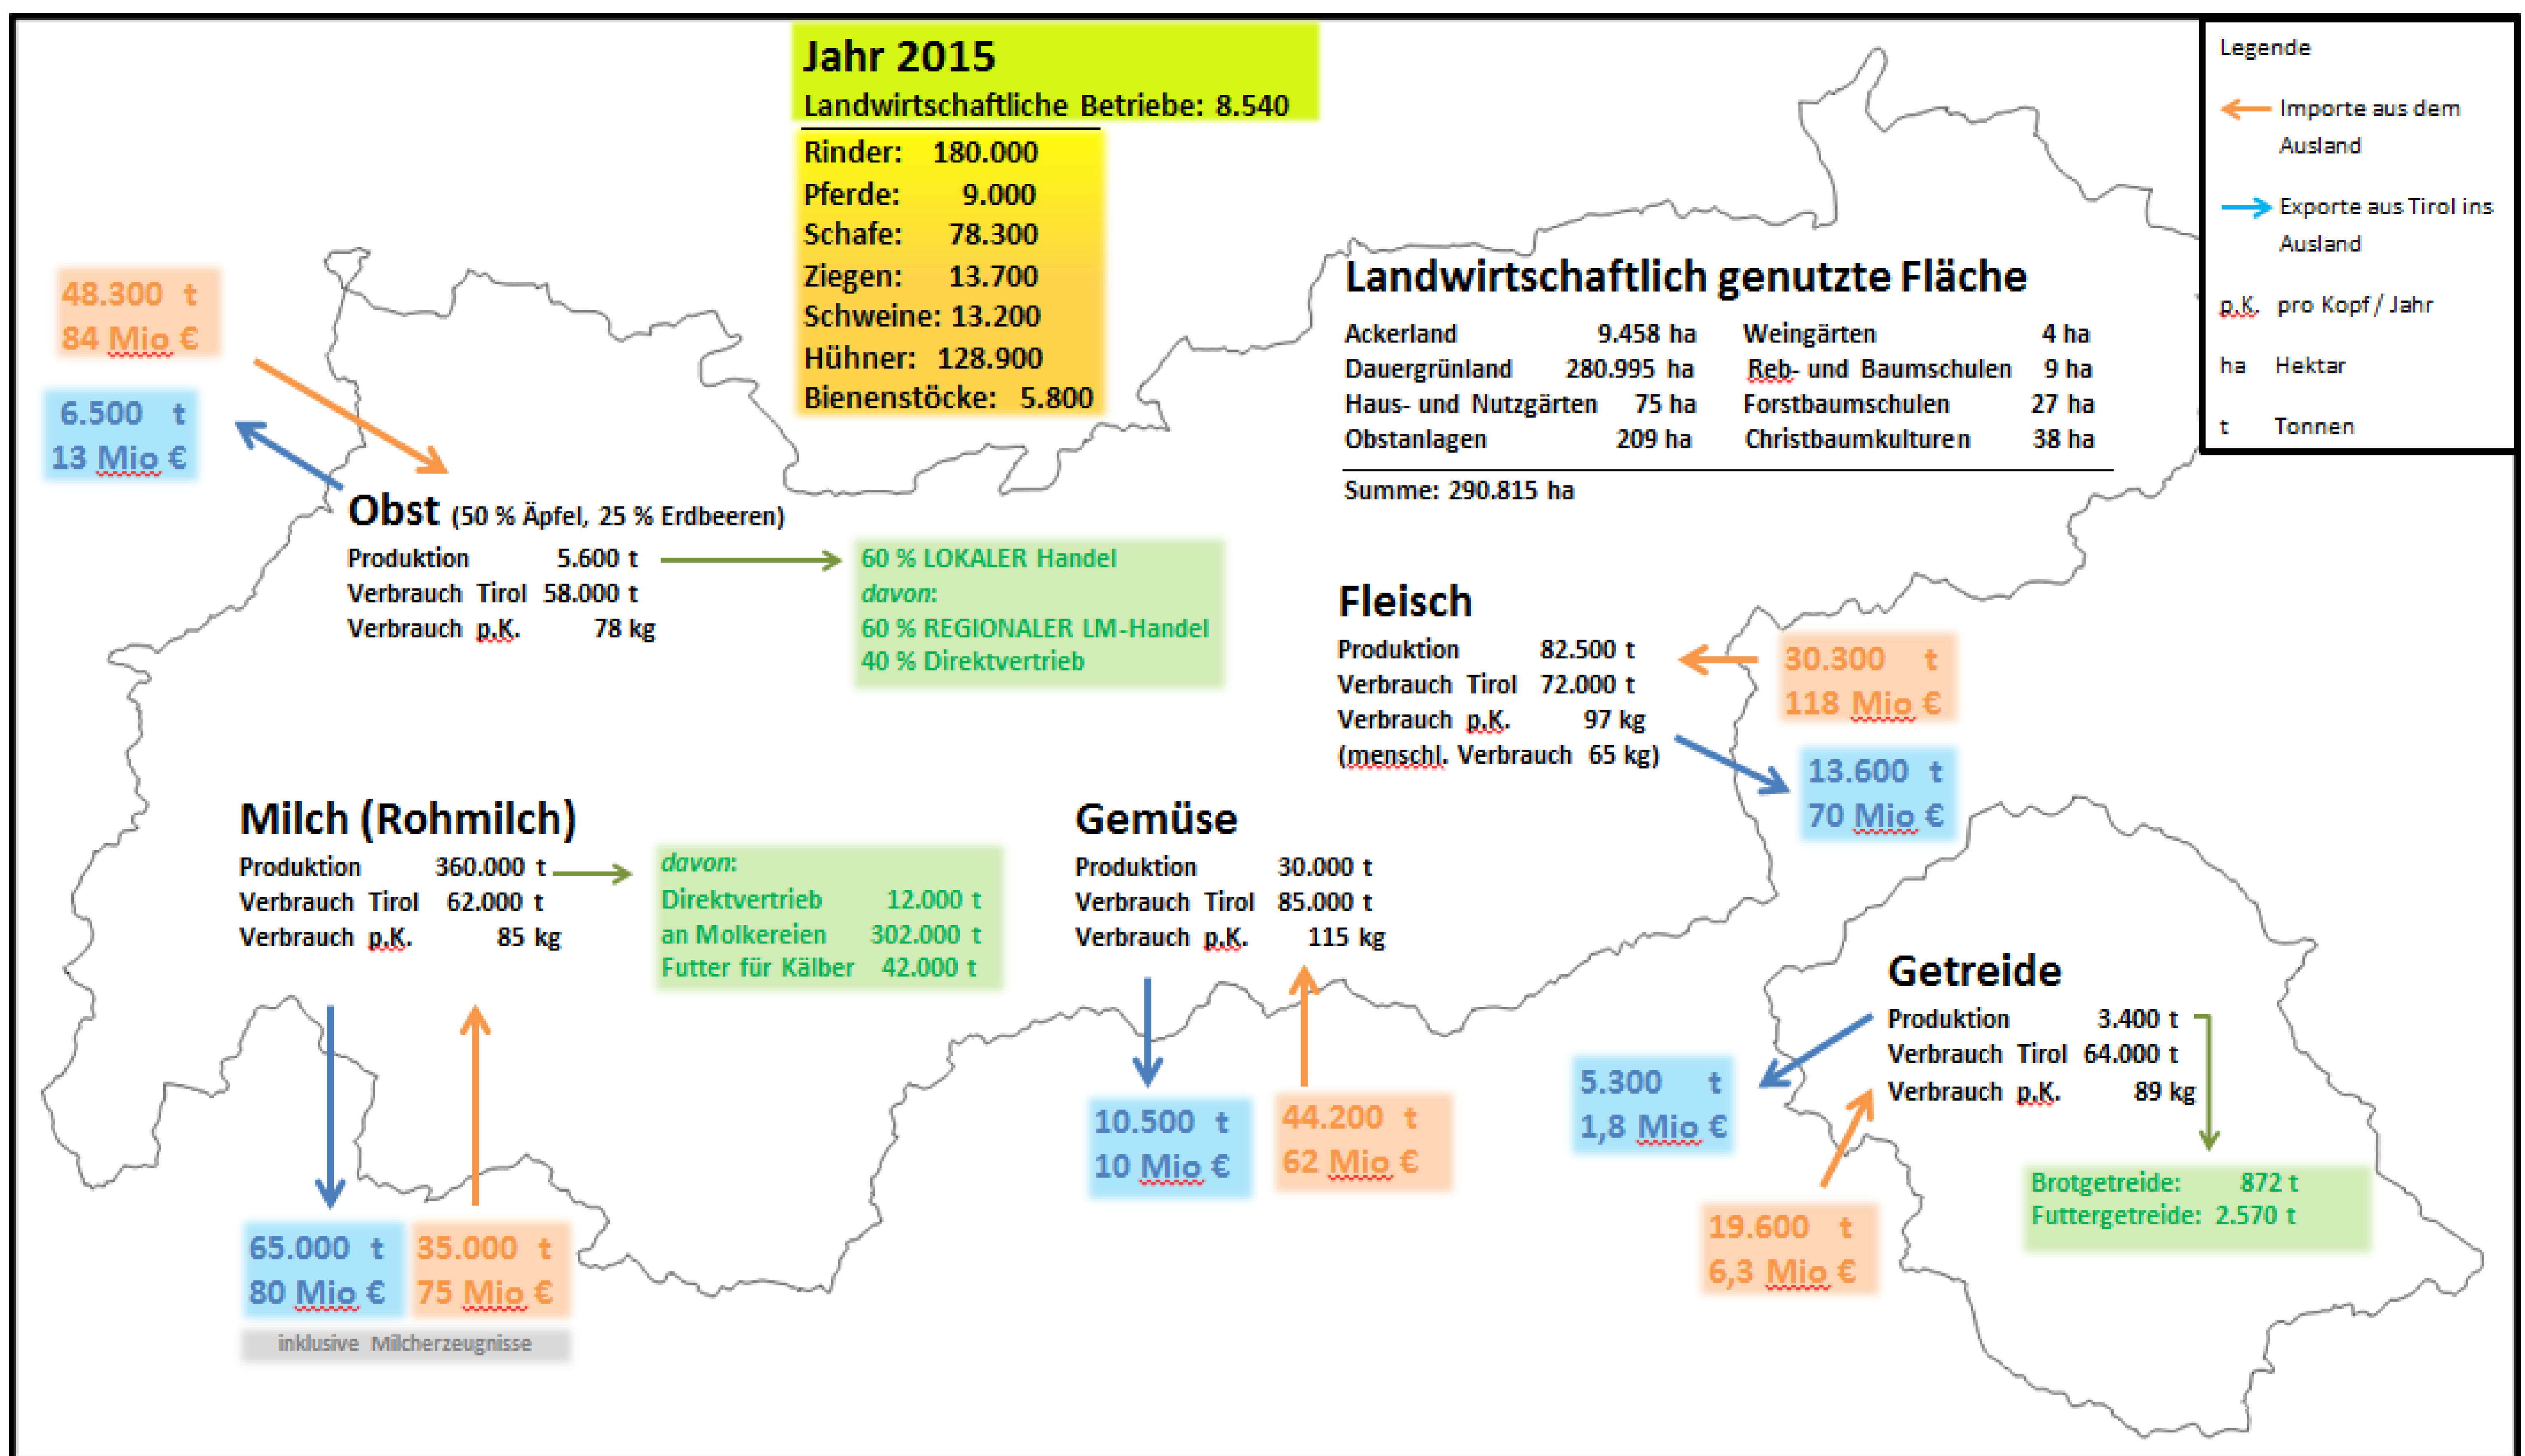 Jahr 2015
Landwirtschaftliche Betriebe: 8.540
Rinder: 180.000
Pferde: 9.000
Schafe: 78.300
Ziegen: 13.700
Schweine: 13.200
Hühner: 128.900
Bienenstöcke: 5.800
Legende
Importe aus dem
Ausland
Exporte aus Tirol ins
Ausland
p.K. pro Kopf / Jahr
ha Hektar
t Tonnen
Landwirtschaftlich genutzte Fläche
Ackerland 9.458 ha Weingärten 4 ha
Dauergrünland 280.995 ha Reb- und Baumschulen 9 ha
Haus- und Nutzgärten 75 ha Forstbaumschulen 27 ha
Obstanlagen 209 ha Christbaumkulturen 38 ha
Summe: 290.815 ha
48.300 t
84 Mio €
6.500 t
13 Mio €
Obst (50 % Äpfel, 25 % Erdbeeren)
Produktion 5.600 t
Verbrauch Tirol 58.000 t
Verbrauch p.K. 78 kg
60 % LOKALER Handel
davon:
60 % REGIONALER LM-Handel
40 % Direktvertrieb
Fleisch
Produktion 82.500 t
Verbrauch Tirol 72.000 t
Verbrauch p.K. 97 kg
(menschl. Verbrauch 65 kg)
30.300 t
118 Mio €
13.600 t
70 Mio €
Milch (Rohmilch)
Produktion 360.000 t
Verbrauch Tirol 62.000 t
Verbrauch p.K. 85 kg
davon:
Direktvertrieb 12.000 t
an Molkereien 302.000 t
Futter für Kälber 42.000 t
65.000 t
80 Mio €
35.000 t
75 Mio €
inklusive Milcherzeugnisse
Gemüse
Produktion 30.000 t
Verbrauch Tirol 85.000 t
Verbrauch p.K. 115 kg
10.500 t
10 Mio €
44.200 t
62 Mio €
Getreide
Produktion 3.400 t
Verbrauch Tirol 64.000 t
Verbrauch p.K. 89 kg
5.300 t
1,8 Mio €
19.600 t
6,3 Mio €
Brotgetreide: 872 t
Futtergetreide: 2.570 t